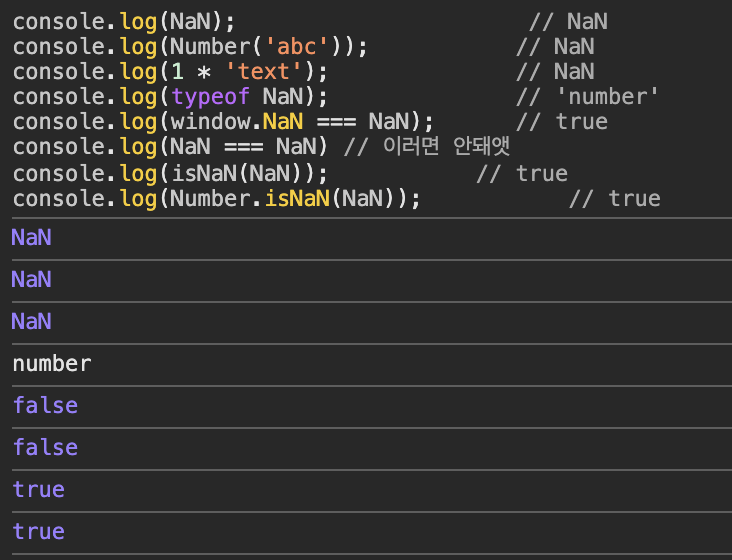 console.log(NaN); // NaN
console.log(Number('abc')); // NaN
console.log(1 * 'text'); // NaN
console.log(typeof NaN); // 'number'
console.log(window.NaN === NaN); // true
console.log(NaN === NaN) // 이러면 안돼앳
console.log(isNaN(NaN)); // true
console.log(Number.isNaN(NaN)); // true
NaN
NaN
NaN
number
false
false
true
true